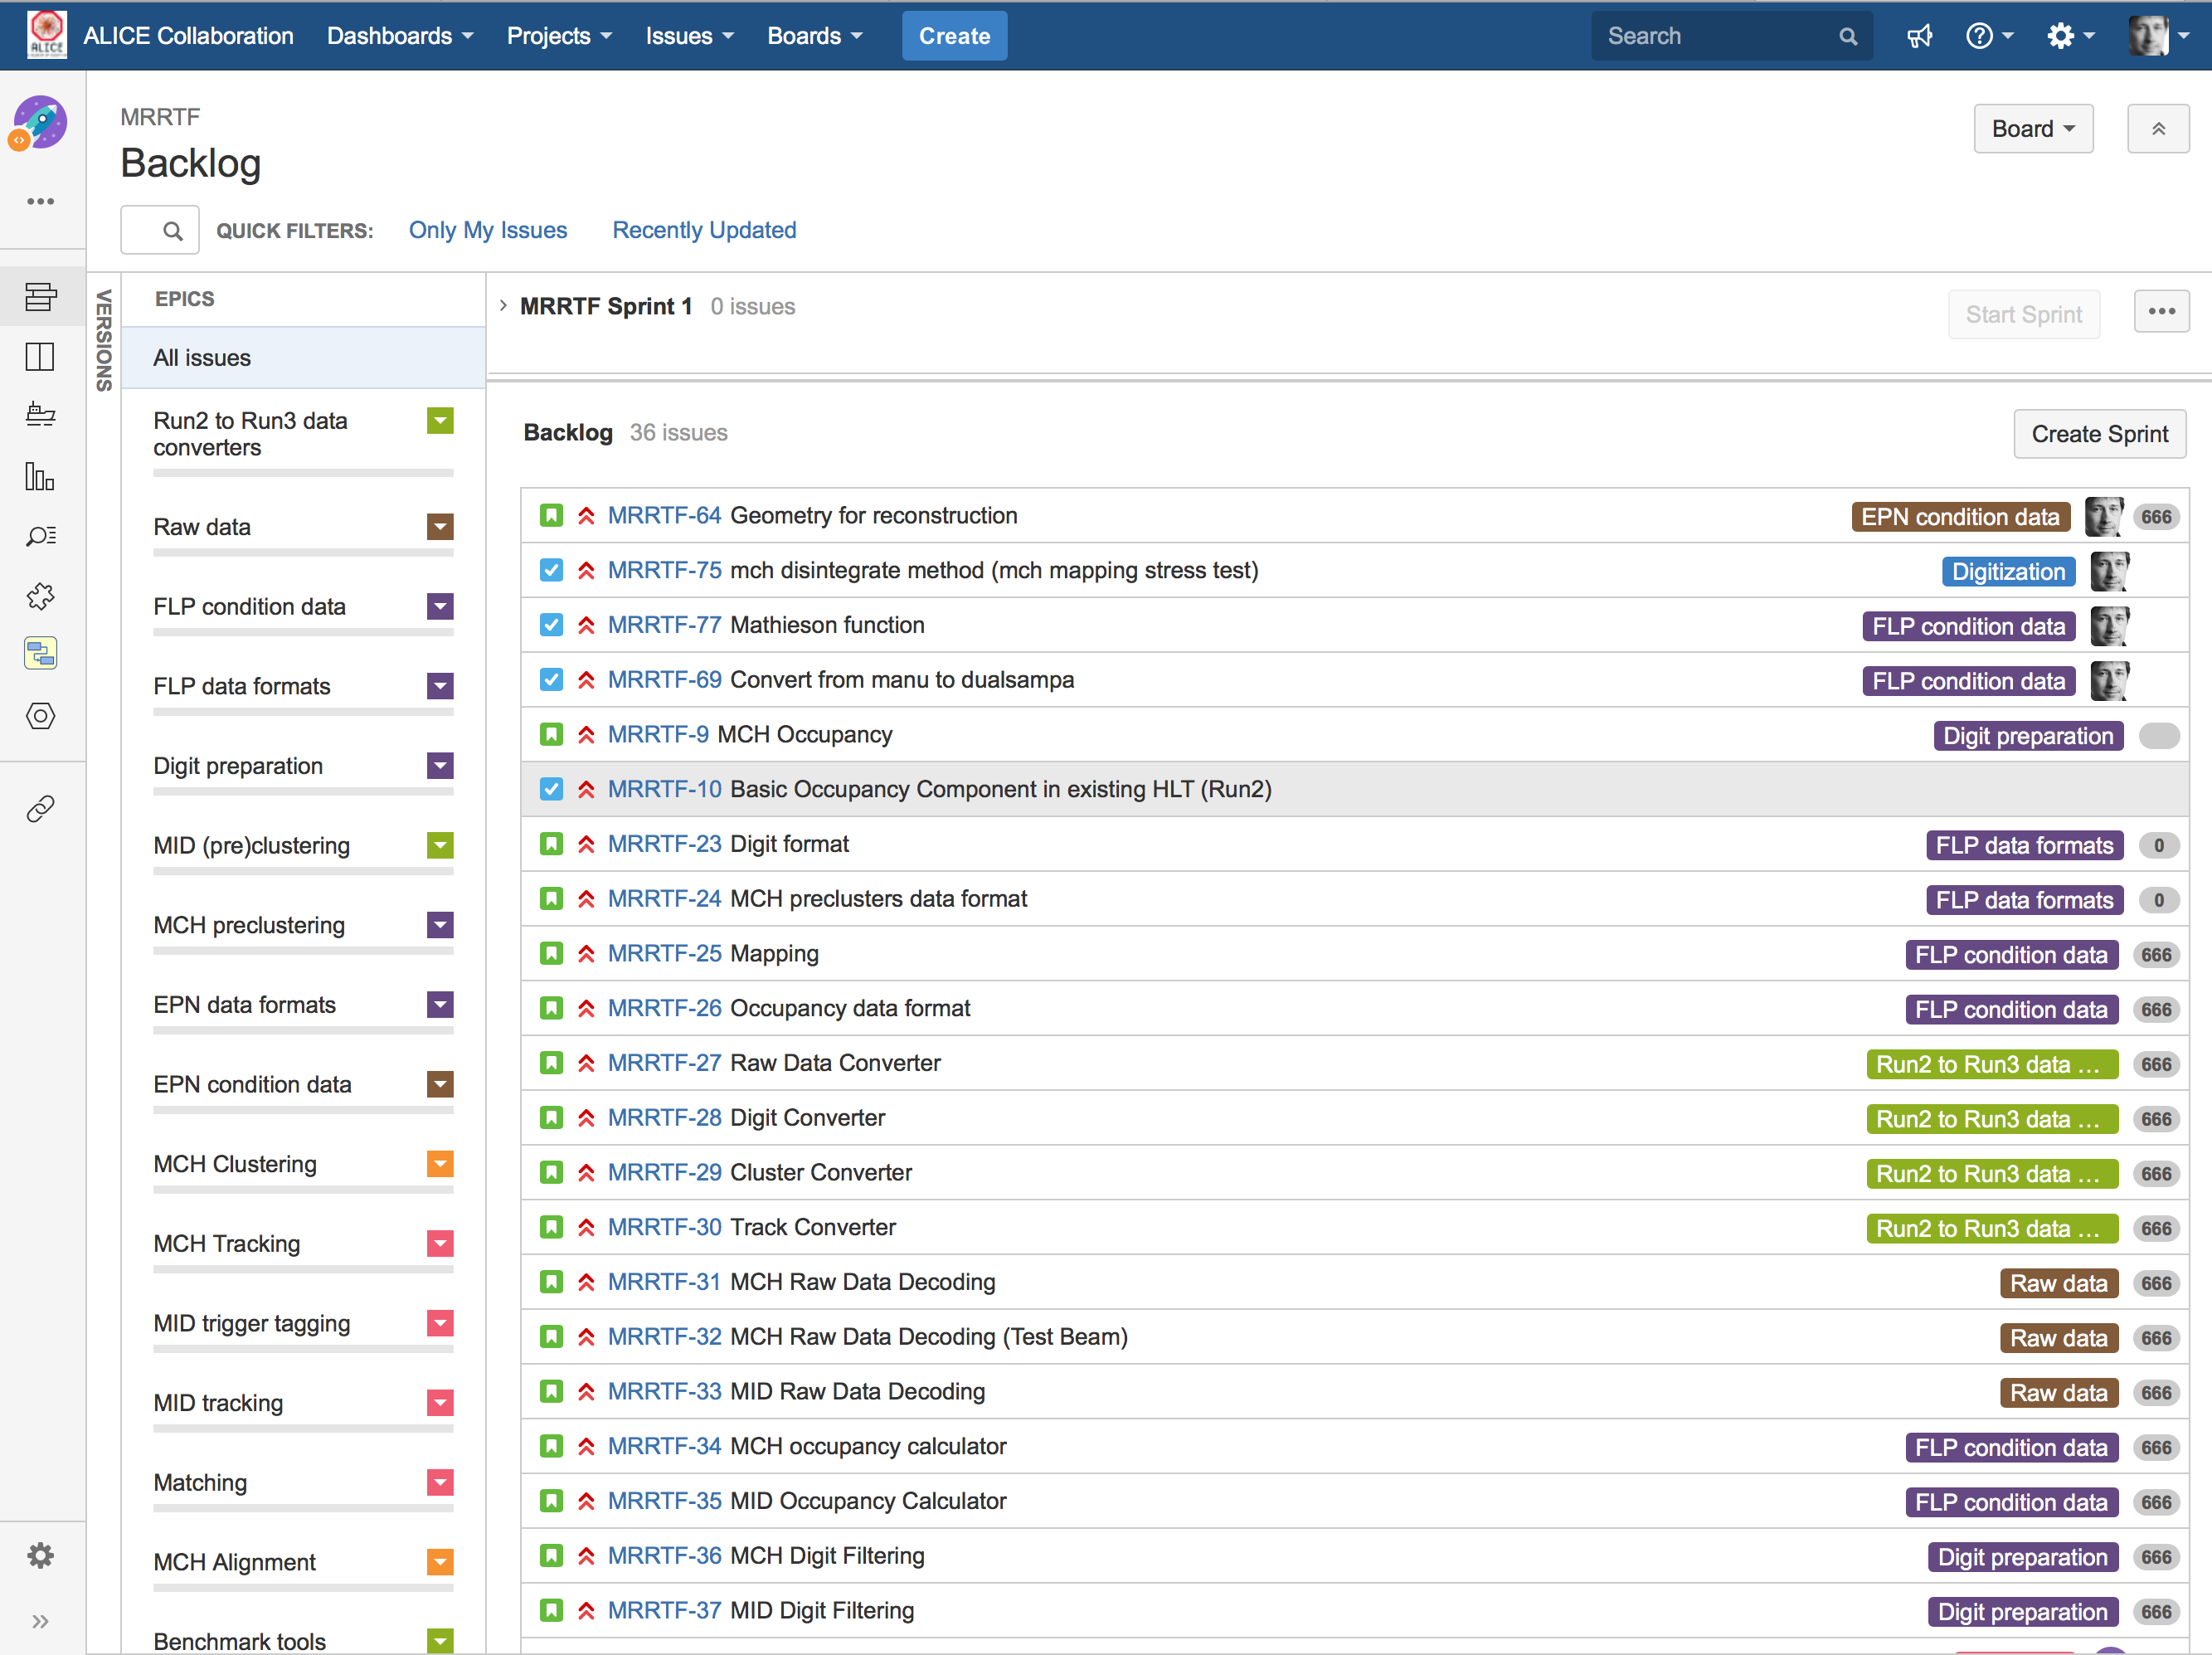 ALICE
ALICE Collaboration Dashboards Projects Issues Boards Create Search
MRRTF
Backlog
Board
QUICK FILTERS: Only My Issues Recently Updated
VERSIONS
EPICS
All issues
Run2 to Run3 data
converters
Raw data
FLP condition data
FLP data formats
Digit preparation
MID (pre)clustering
MCH preclustering
EPN data formats
EPN condition data
MCH Clustering
MCH Tracking
MID trigger tagging
MID tracking
Matching
MCH Alignment
Benchmark tools
MRRTF Sprint 1 0 issues
Start Sprint
Backlog 36 issues
Create Sprint
MRRTF-64 Geometry for reconstruction EPN condition data 666
MRRTF-75 mch disintegrate method (mch mapping stress test) Digitization
MRRTF-77 Mathieson function FLP condition data
MRRTF-69 Convert from manu to dualsampa FLP condition data
MRRTF-9 MCH Occupancy Digit preparation
MRRTF-10 Basic Occupancy Component in existing HLT (Run2)
MRRTF-23 Digit format FLP data formats 0
MRRTF-24 MCH preclusters data format FLP data formats 0
MRRTF-25 Mapping FLP condition data 666
MRRTF-26 Occupancy data format FLP condition data 666
MRRTF-27 Raw Data Converter Run2 to Run3 data ... 666
MRRTF-28 Digit Converter Run2 to Run3 data ... 666
MRRTF-29 Cluster Converter Run2 to Run3 data ... 666
MRRTF-30 Track Converter Run2 to Run3 data ... 666
MRRTF-31 MCH Raw Data Decoding Raw data 666
MRRTF-32 MCH Raw Data Decoding (Test Beam) Raw data 666
MRRTF-33 MID Raw Data Decoding Raw data 666
MRRTF-34 MCH occupancy calculator FLP condition data 666
MRRTF-35 MID Occupancy Calculator FLP condition data 666
MRRTF-36 MCH Digit Filtering Digit preparation 666
MRRTF-37 MID Digit Filtering Digit preparation 666